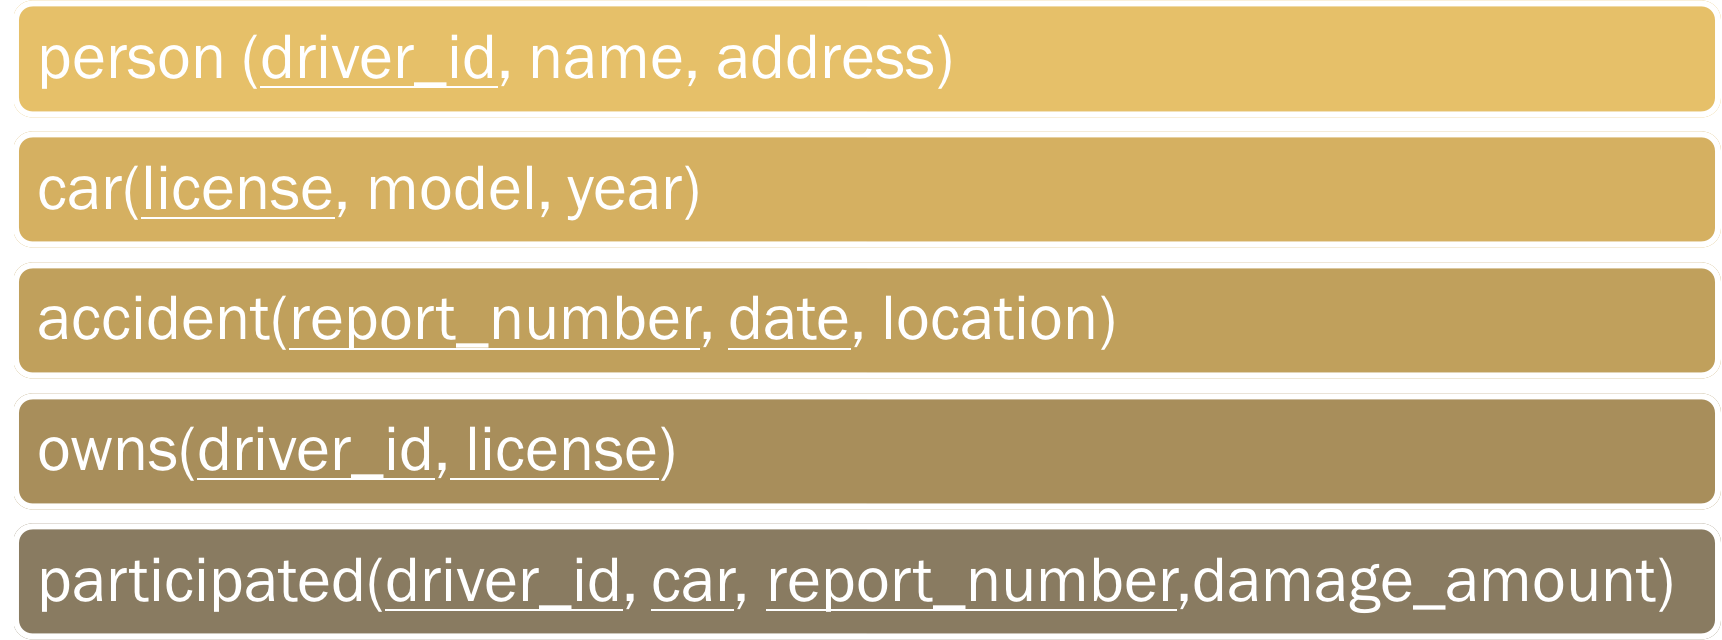 person (driver_id, name, address)
car(license, model, year)
accident(report_number, date, location)
owns(driver_id, license)
participated(driver_id, car, report_number,damage_amount)